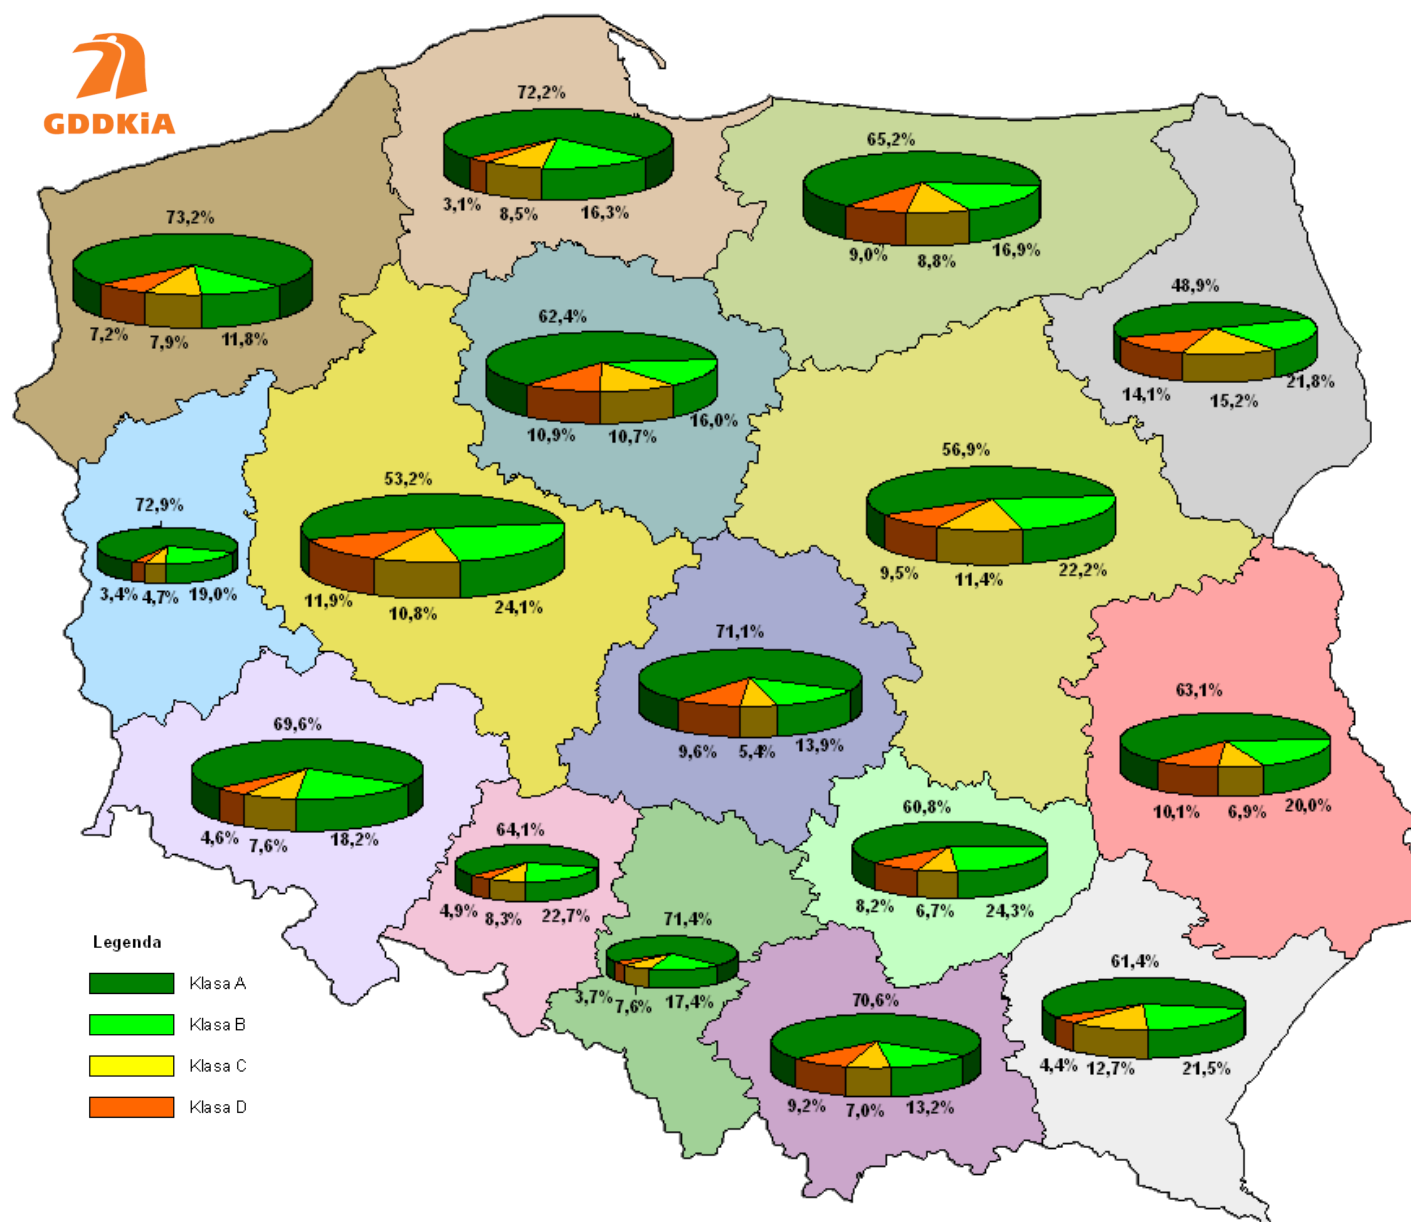 GDDKiA
72,2%
3,1% 8,5% 16,3%
65,2%
9,0% 8,8% 16,9%
73,2%
7,2% 7,9% 11,8%
48,9%
14,1% 15,2% 21,8%
62,4%
10,9% 10,7% 16,0%
53,2%
11,9% 10,8% 24,1%
56,9%
9,5% 11,4% 22,2%
72,9%
3,4% 4,7% 19,0%
71,1%
9,6% 5,4% 13,9%
63,1%
10,1% 6,9% 20,0%
69,6%
4,6% 7,6% 18,2%
64,1%
4,9% 8,3% 22,7%
60,8%
8,2% 6,7% 24,3%
71,4%
3,7% 7,6% 17,4%
70,6%
9,2% 7,0% 13,2%
61,4%
4,4% 12,7% 21,5%
Legenda
Klasa A
Klasa B
Klasa C
Klasa D